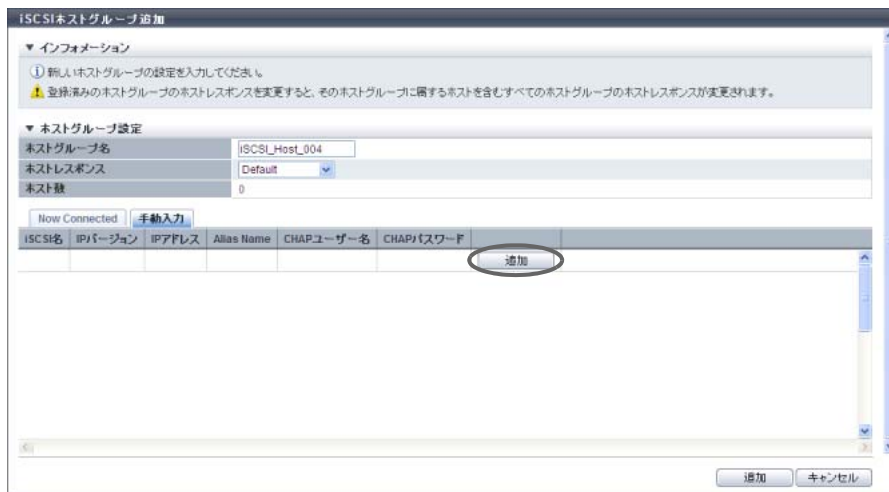 iSCSIホストグループ追加
▼ インフォメーション
新しいホストグループの設定を入力してください。
登録済みのホストグループのホストレスポンスを変更すると、そのホストグループに属するホストを含むすべてのホストグループのホストレスポンスが変更されます。
▼ ホストグループ設定
ホストグループ名 iSCSI_Host_004
ホストレスポンス Default
ホスト数 0
Now Connected 手動入力
iSCSI名 IPバージョン IPアドレス Alias Name CHAPユーザー名 CHAPパスワード
追加
追加 キャンセル